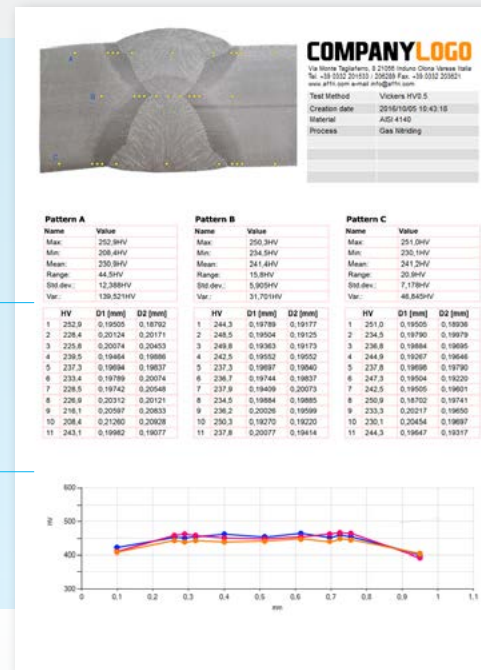 A
B
C
COMPANYLOGO
Via Monte Tagliaferro, 8 21056 Induno Olona Varese Italia
Test Method Vickers HV0.5
Creation date 2016/10/05 10:43:18
Material AISI 4140
Process Gas Nitriding
Pattern A
Name Value
Max: 252,9HV
Min: 208,4HV
Mean: 230,9HV
Range: 44,5HV
Std.dev.: 12,388HV
Var.: 139,521HV
HV D1 [mm] D2 [mm]
1 252,9 0,19505 0,18792
2 228,4 0,20124 0,20171
3 225,8 0,20074 0,20453
4 239,5 0,19464 0,19886
5 237,3 0,19694 0,19837
6 233,4 0,19789 0,20074
7 228,5 0,19742 0,20548
8 226,9 0,20312 0,20121
9 218,1 0,20597 0,20833
10 208,4 0,21260 0,20928
11 243,1 0,19982 0,19077
Pattern B
Name Value
Max: 250,3HV
Min: 234,5HV
Mean: 241,4HV
Range: 15,8HV
Std.dev.: 5,905HV
Var.: 31,701HV
HV D1 [mm] D2 [mm]
1 244,3 0,19789 0,19177
2 248,5 0,19504 0,19125
3 249,8 0,19363 0,19173
4 242,5 0,19552 0,19552
5 237,3 0,19697 0,19840
6 236,7 0,19744 0,19837
7 237,9 0,19409 0,20073
8 234,5 0,19884 0,19885
9 236,2 0,20026 0,19599
10 250,3 0,19270 0,19220
11 237,8 0,20077 0,19414
Pattern C
Name Value
Max: 251,0HV
Min: 230,1HV
Mean: 241,2HV
Range: 20,9HV
Std.dev.: 7,178HV
Var.: 46,845HV
HV D1 [mm] D2 [mm]
1 251,0 0,19505 0,18936
2 234,5 0,19790 0,19979
3 236,8 0,19884 0,19695
4 244,9 0,19267 0,19646
5 237,8 0,19698 0,19790
6 247,3 0,19504 0,19220
7 242,5 0,19505 0,19601
8 250,9 0,18702 0,19741
9 233,3 0,20217 0,19650
10 230,1 0,20454 0,19697
11 244,3 0,19647 0,19317
600
500
HV
400
300
0 0,1 0,2 0,3 0,4 0,5 0,6 0,7 0,8 0,9 1 1,1
mm